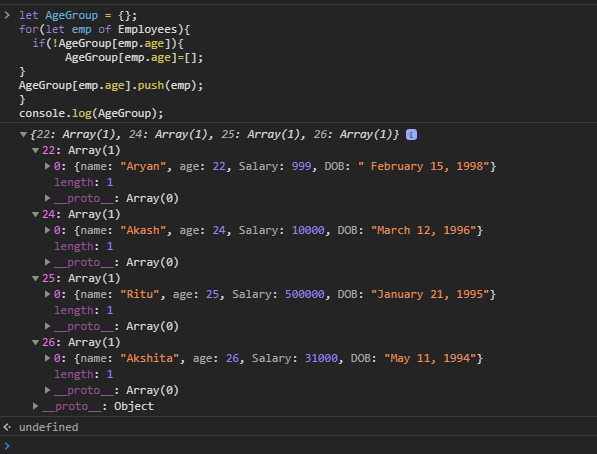 let AgeGroup = {};
for(let emp of Employees){
if(!AgeGroup[emp.age]){
AgeGroup[emp.age]=[];
}
AgeGroup[emp.age].push(emp);
}
console.log(AgeGroup);
{22: Array(1), 24: Array(1), 25: Array(1), 26: Array(1)} i
22: Array(1)
0: {name: "Aryan", age: 22, Salary: 999, DOB: " February 15, 1998"}
length: 1
__proto__: Array(0)
24: Array(1)
0: {name: "Akash", age: 24, Salary: 10000, DOB: "March 12, 1996"}
length: 1
__proto__: Array(0)
25: Array(1)
0: {name: "Ritu", age: 25, Salary: 500000, DOB: "January 21, 1995"}
length: 1
__proto__: Array(0)
26: Array(1)
0: {name: "Akshita", age: 26, Salary: 31000, DOB: "May 11, 1994"}
length: 1
__proto__: Array(0)
__proto__: Object
undefined